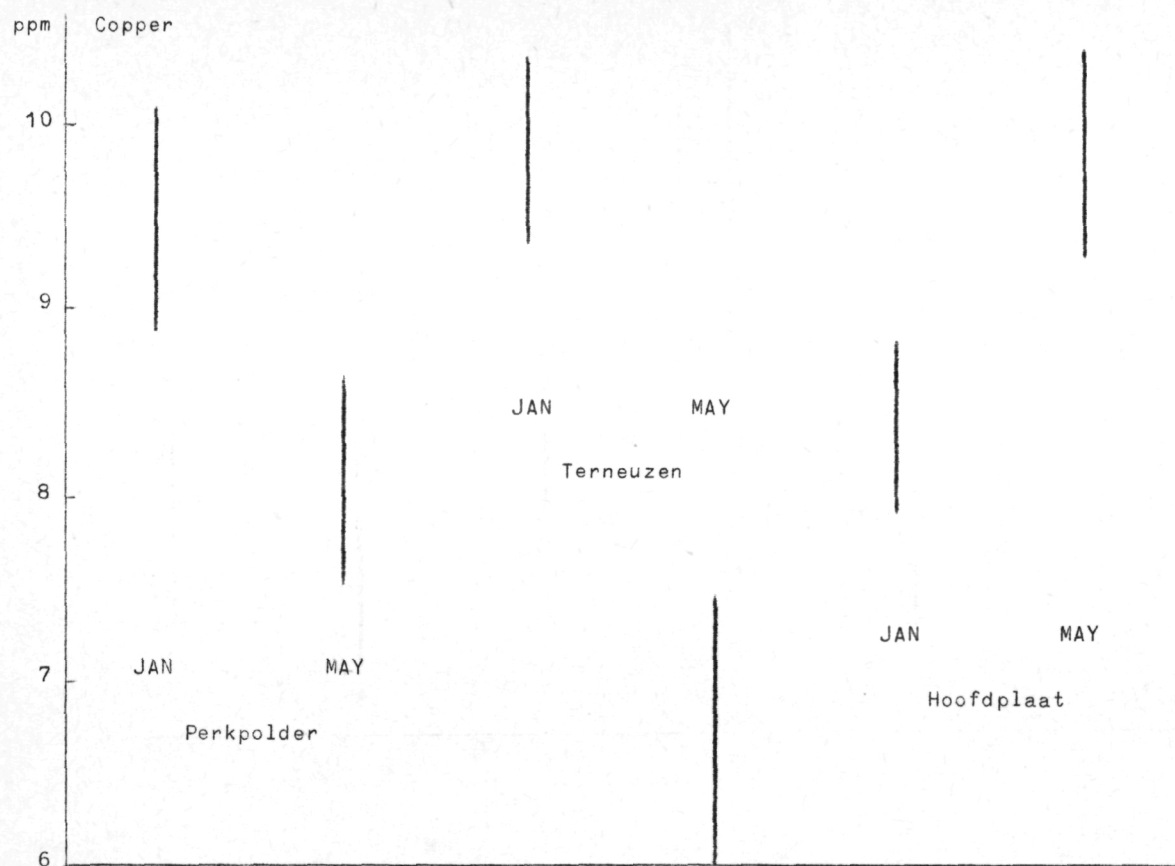 ppm Copper
10
9
JAN MAY
Terneuzen
8
JAN MAY
7
JAN MAY
Hoofdplaat
Perkpolder
6